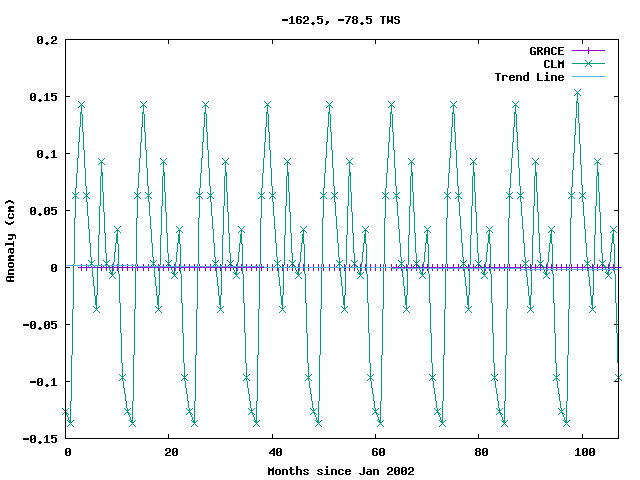 -162.5, -78.5 TWS
GRACE
CLM
Trend Line
0.2
0.15
0.1
0.05
0
-0.05
-0.1
-0.15
Anomaly (cm)
0 20 40 60 80 100
Months since Jan 2002